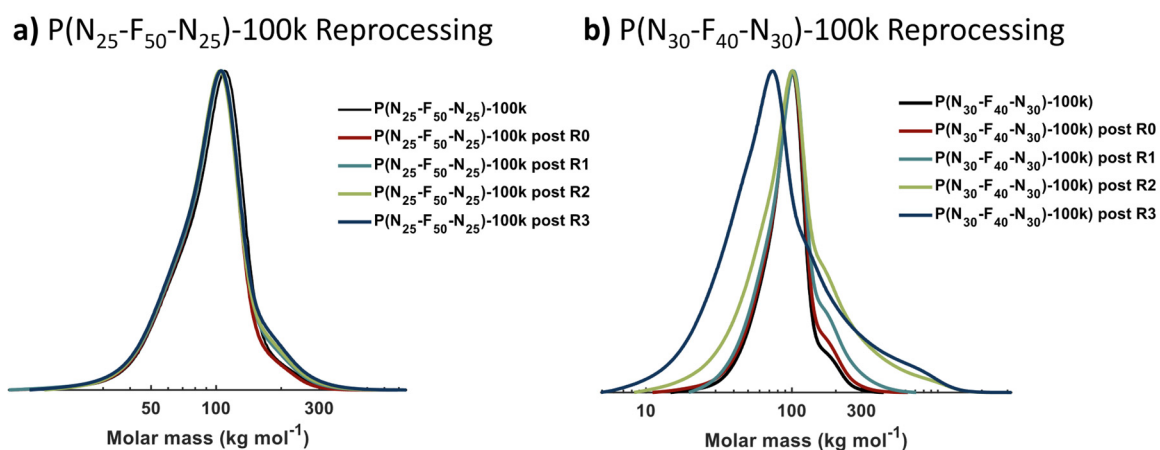 a) P(N₂₅-F₅₀-N₂₅)-100k Reprocessing
P(N₂₅-F₅₀-N₂₅)-100k
P(N₂₅-F₅₀-N₂₅)-100k post R0
P(N₂₅-F₅₀-N₂₅)-100k post R1
P(N₂₅-F₅₀-N₂₅)-100k post R2
P(N₂₅-F₅₀-N₂₅)-100k post R3
50 100 300
Molar mass (kg mol⁻¹)
b) P(N₃₀-F₄₀-N₃₀)-100k Reprocessing
P(N₃₀-F₄₀-N₃₀)-100k)
P(N₃₀-F₄₀-N₃₀)-100k) post R0
P(N₃₀-F₄₀-N₃₀)-100k) post R1
P(N₃₀-F₄₀-N₃₀)-100k) post R2
P(N₃₀-F₄₀-N₃₀)-100k) post R3
10 100 300
Molar mass (kg mol⁻¹)